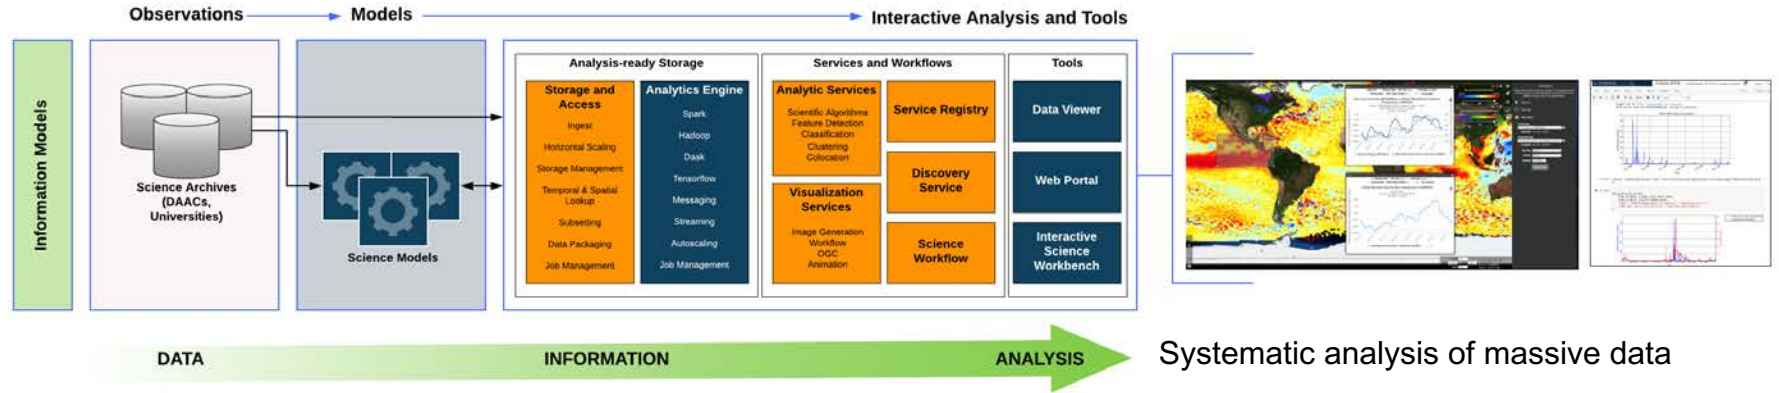 Observations
Models
Interactive Analysis and Tools
Information Models
Science Archives
(DAACs,
Universities)
Science Models
Analysis-ready Storage
Storage and
Access
Ingest
Horizontal Scaling
Storage Management
Temporal & Spatial
Lookup
Subsetting
Data Packaging
Job Management
Analytics Engine
Spark
Hadoop
Dask
Tensorflow
Messaging
Streaming
Autoscaling
Job Management
Services and Workflows
Analytic Services
Scientific Algorithms
Feature Detection
Classification
Clustering
Colocation
Visualization
Services
Image Generation
Workflow
OGC
Animation
Service Registry
Discovery
Service
Science
Workflow
Tools
Data Viewer
Web Portal
Interactive
Science
Workbench
DATA
INFORMATION
ANALYSIS
Systematic analysis of massive data